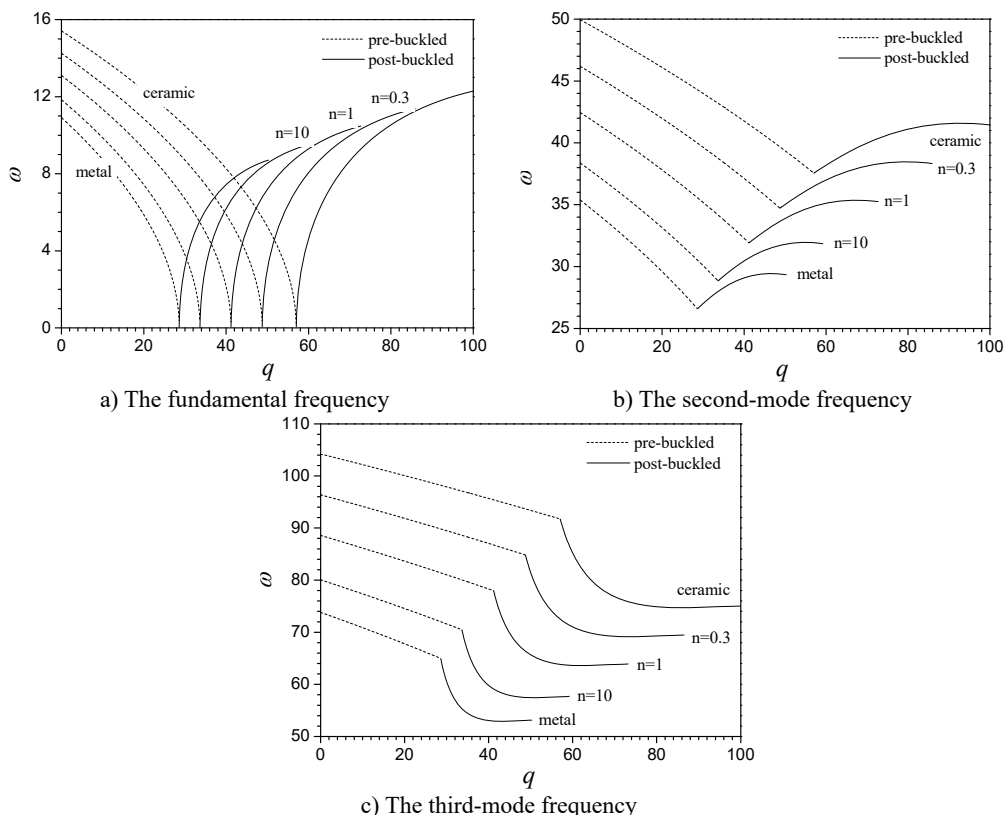 16
12
8
4
0
ω
pre-buckled
post-buckled
ceramic
n=0.3
n=1
n=10
metal
0 20 40 60 80 100
q
a) The fundamental frequency
50
45
40
35
30
25
ω
pre-buckled
post-buckled
ceramic
n=0.3
n=1
n=10
metal
0 20 40 60 80 100
q
b) The second-mode frequency
110
100
90
80
70
60
50
ω
pre-buckled
post-buckled
ceramic
n=0.3
n=1
n=10
metal
0 20 40 60 80 100
q
c) The third-mode frequency